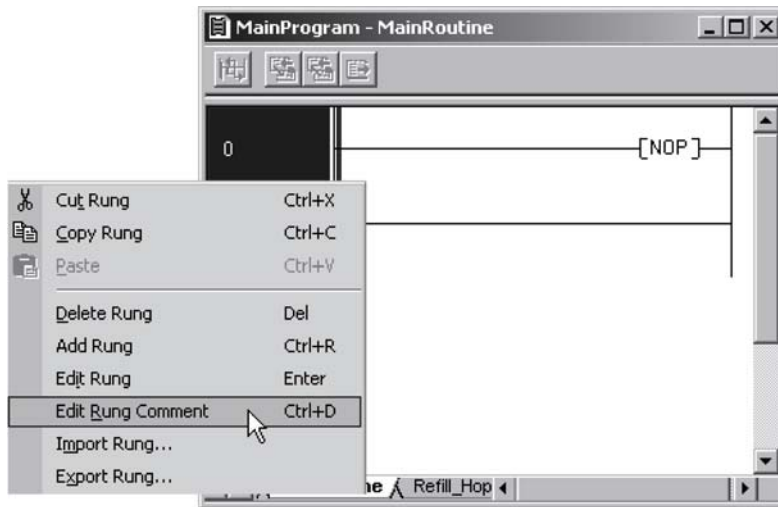 MainProgram - MainRoutine
0
[NOP]
Cut Rung Ctrl+X
Copy Rung Ctrl+C
Paste Ctrl+V
Delete Rung Del
Add Rung Ctrl+R
Edit Rung Enter
Edit Rung Comment Ctrl+D
Import Rung...
Export Rung...
Refill_Hop